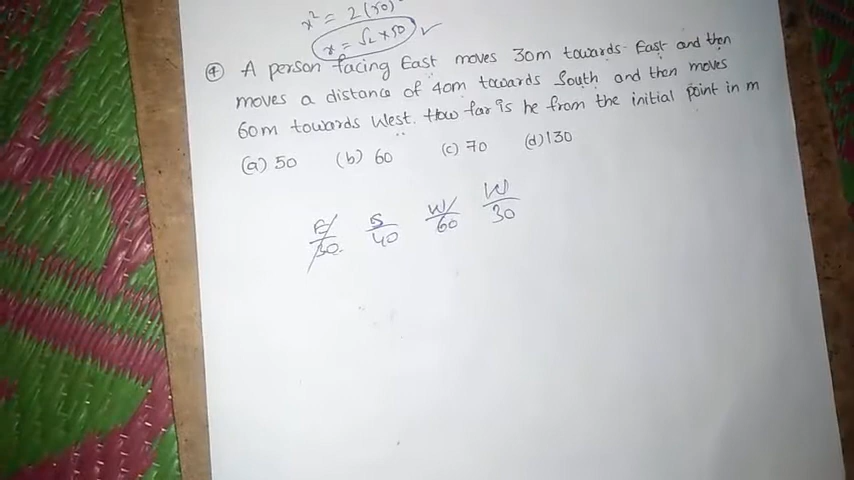 x² = 2(50)²
x = √2 × 50 ✓
④ A person facing East moves 30m towards East and then
moves a distance of 40m towards South and then moves
60m towards West. How far is he from the initial point in m
(a) 50 (b) 60 (c) 70 (d) 130
E/30 S/40 W/60 W/30